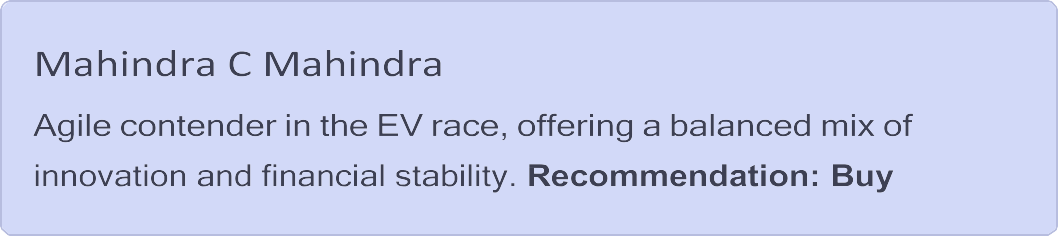 Mahindra C Mahindra
Agile contender in the EV race, offering a balanced mix of
innovation and financial stability. Recommendation: Buy